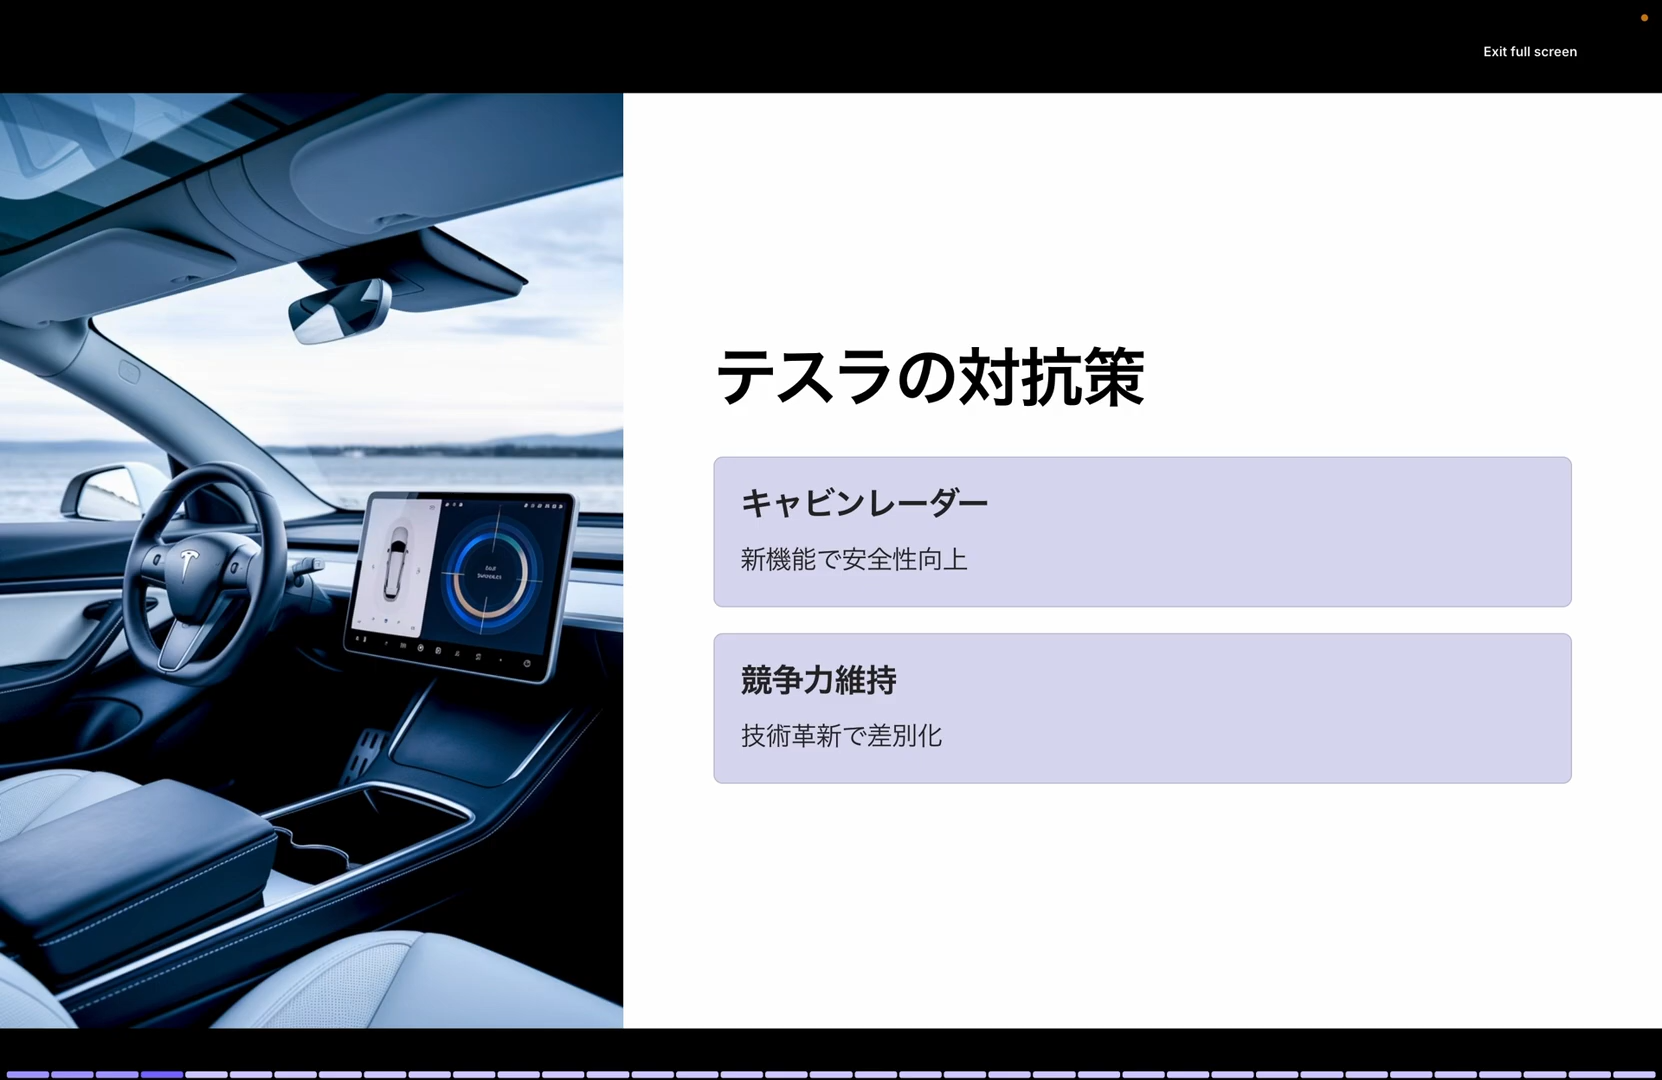 Exit full screen
テスラの対抗策
キャビンレーダー
新機能で安全性向上
競争力維持
技術革新で差別化